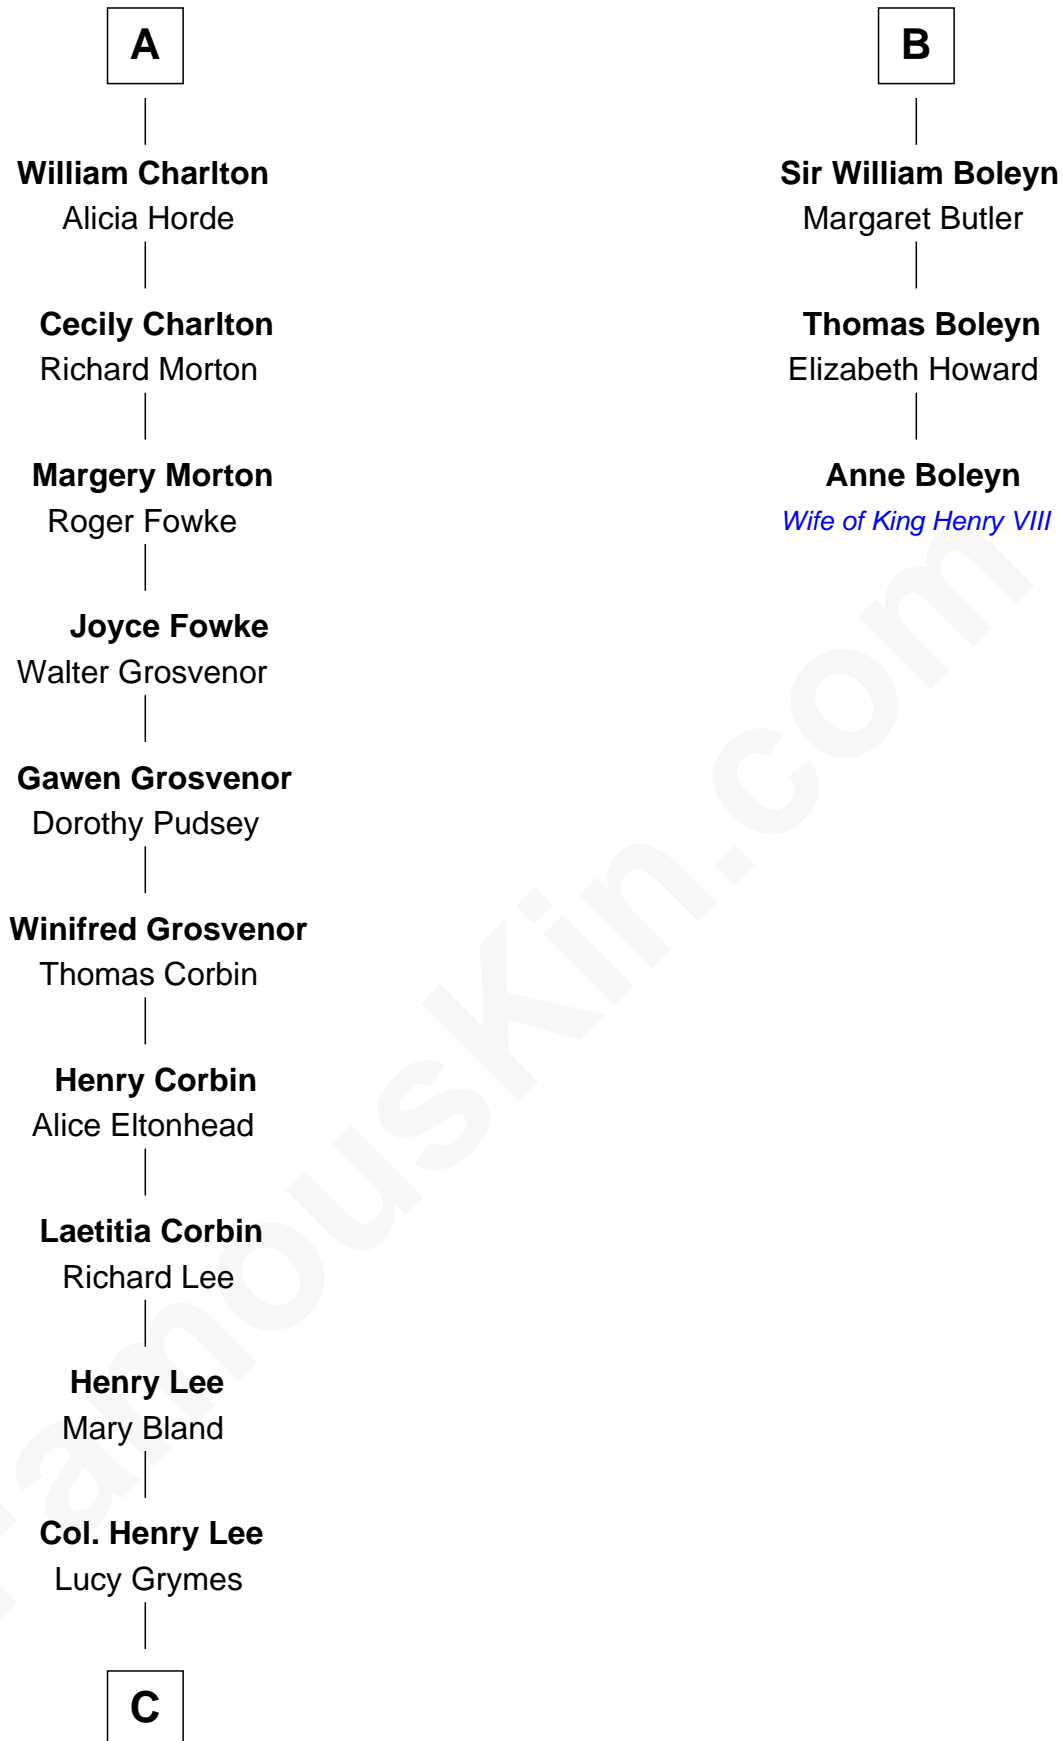 A
William Charlton
Alicia Horde
Cecily Charlton
Richard Morton
Margery Morton
Roger Fowke
Joyce Fowke
Walter Grosvenor
Gawen Grosvenor
Dorothy Pudsey
Winifred Grosvenor
Thomas Corbin
Henry Corbin
Alice Eltonhead
Laetitia Corbin
Richard Lee
Henry Lee
Mary Bland
Col. Henry Lee
Lucy Grymes
C
B
Sir William Boleyn
Margaret Butler
Thomas Boleyn
Elizabeth Howard
Anne Boleyn
Wife of King Henry VIII
FamousKin.com